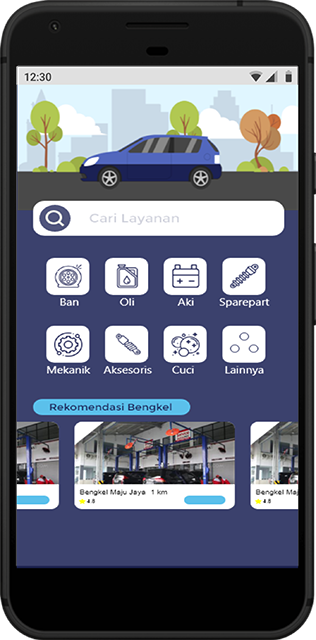 12:30
Cari Layanan
Ban Oli Aki Sparepart
Mekanik Aksesoris Cuci Lainnya
Rekomendasi Bengkel
Bengkel Maju Jaya 1 km
Bengkel Maj
4.8
4.8